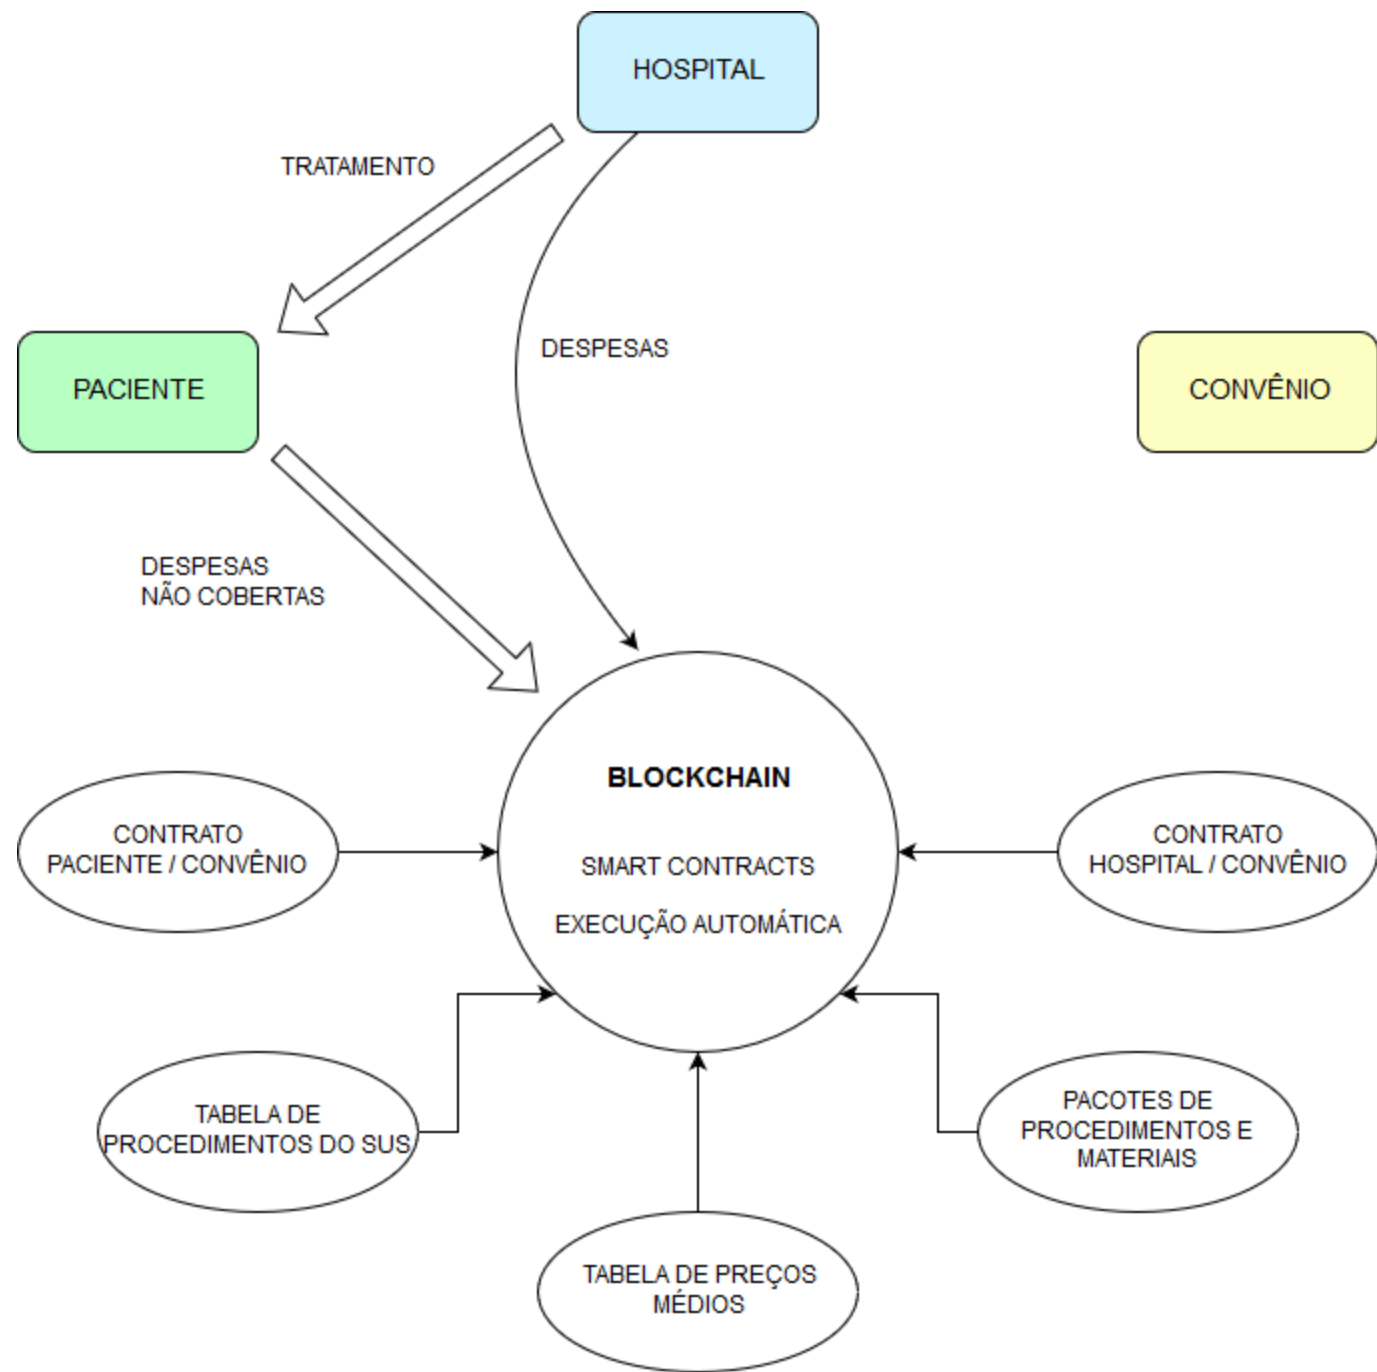 HOSPITAL
TRATAMENTO
DESPESAS
PACIENTE
CONVÊNIO
DESPESAS
NÃO COBERTAS
BLOCKCHAIN
SMART CONTRACTS
EXECUÇÃO AUTOMÁTICA
CONTRATO
PACIENTE / CONVÊNIO
CONTRATO
HOSPITAL / CONVÊNIO
TABELA DE
PROCEDIMENTOS DO SUS
PACOTES DE
PROCEDIMENTOS E
MATERIAIS
TABELA DE PREÇOS
MÉDIOS